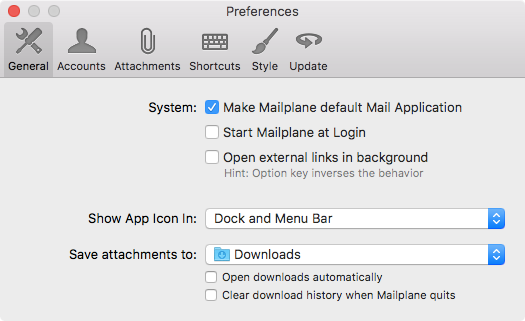 Preferences
General Accounts Attachments Shortcuts Style Update
System: Make Mailplane default Mail Application
Start Mailplane at Login
Open external links in background
Hint: Option key inverses the behavior
Show App Icon In: Dock and Menu Bar
Save attachments to: Downloads
Open downloads automatically
Clear download history when Mailplane quits